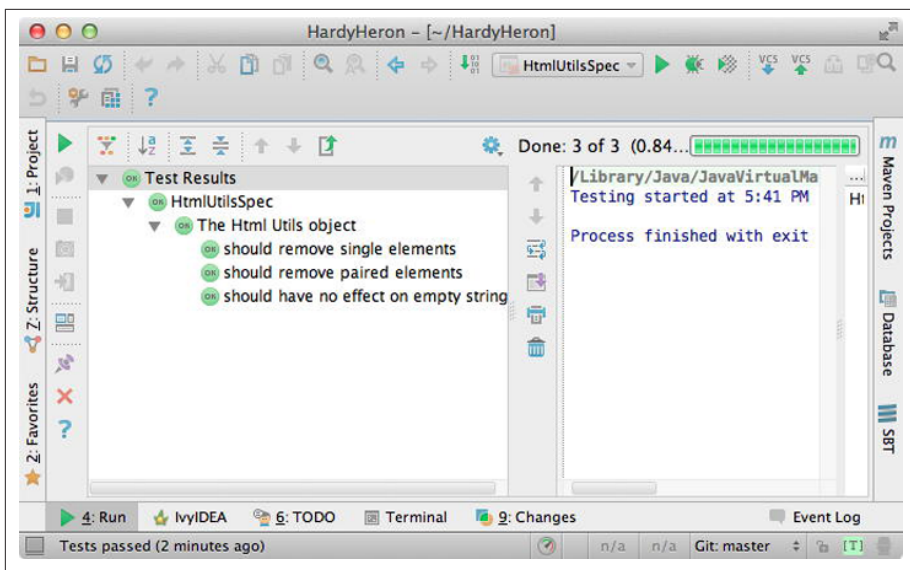 HardyHeron – [~/HardyHeron]
HtmlUtilsSpec
VCS
VCS
Done: 3 of 3 (0.84...
Test Results
HtmlUtilsSpec
The Html Utils object
should remove single elements
should remove paired elements
should have no effect on empty string
/Library/Java/JavaVirtualMa
Testing started at 5:41 PM
Process finished with exit
1: Project
Z: Structure
2: Favorites
Maven Projects
Database
SBT
4: Run
IvyIDEA
6: TODO
Terminal
9: Changes
Event Log
Tests passed (2 minutes ago)
n/a
n/a
Git: master
[T]